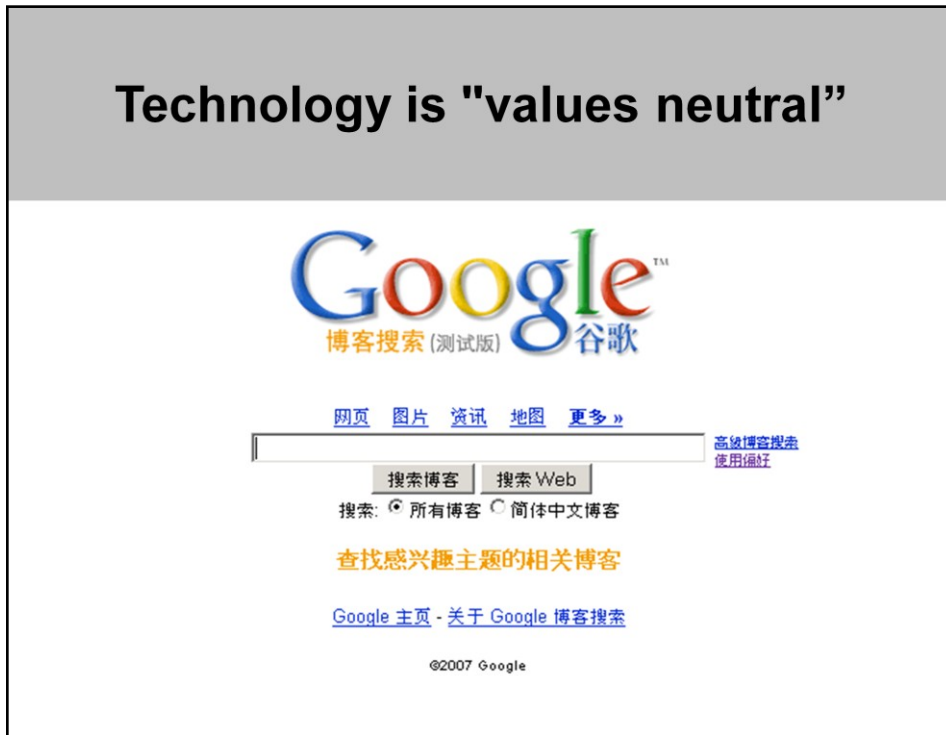 Technology is "values neutral”
Google™
博客搜索 (测试版) 谷歌
网页 图片 资讯 地图 更多 »
高级博客搜索
使用偏好
搜索博客 搜索 Web
搜索: 所有博客 简体中文博客
查找感兴趣主题的相关博客
Google 主页 - 关于 Google 博客搜索
©2007 Google